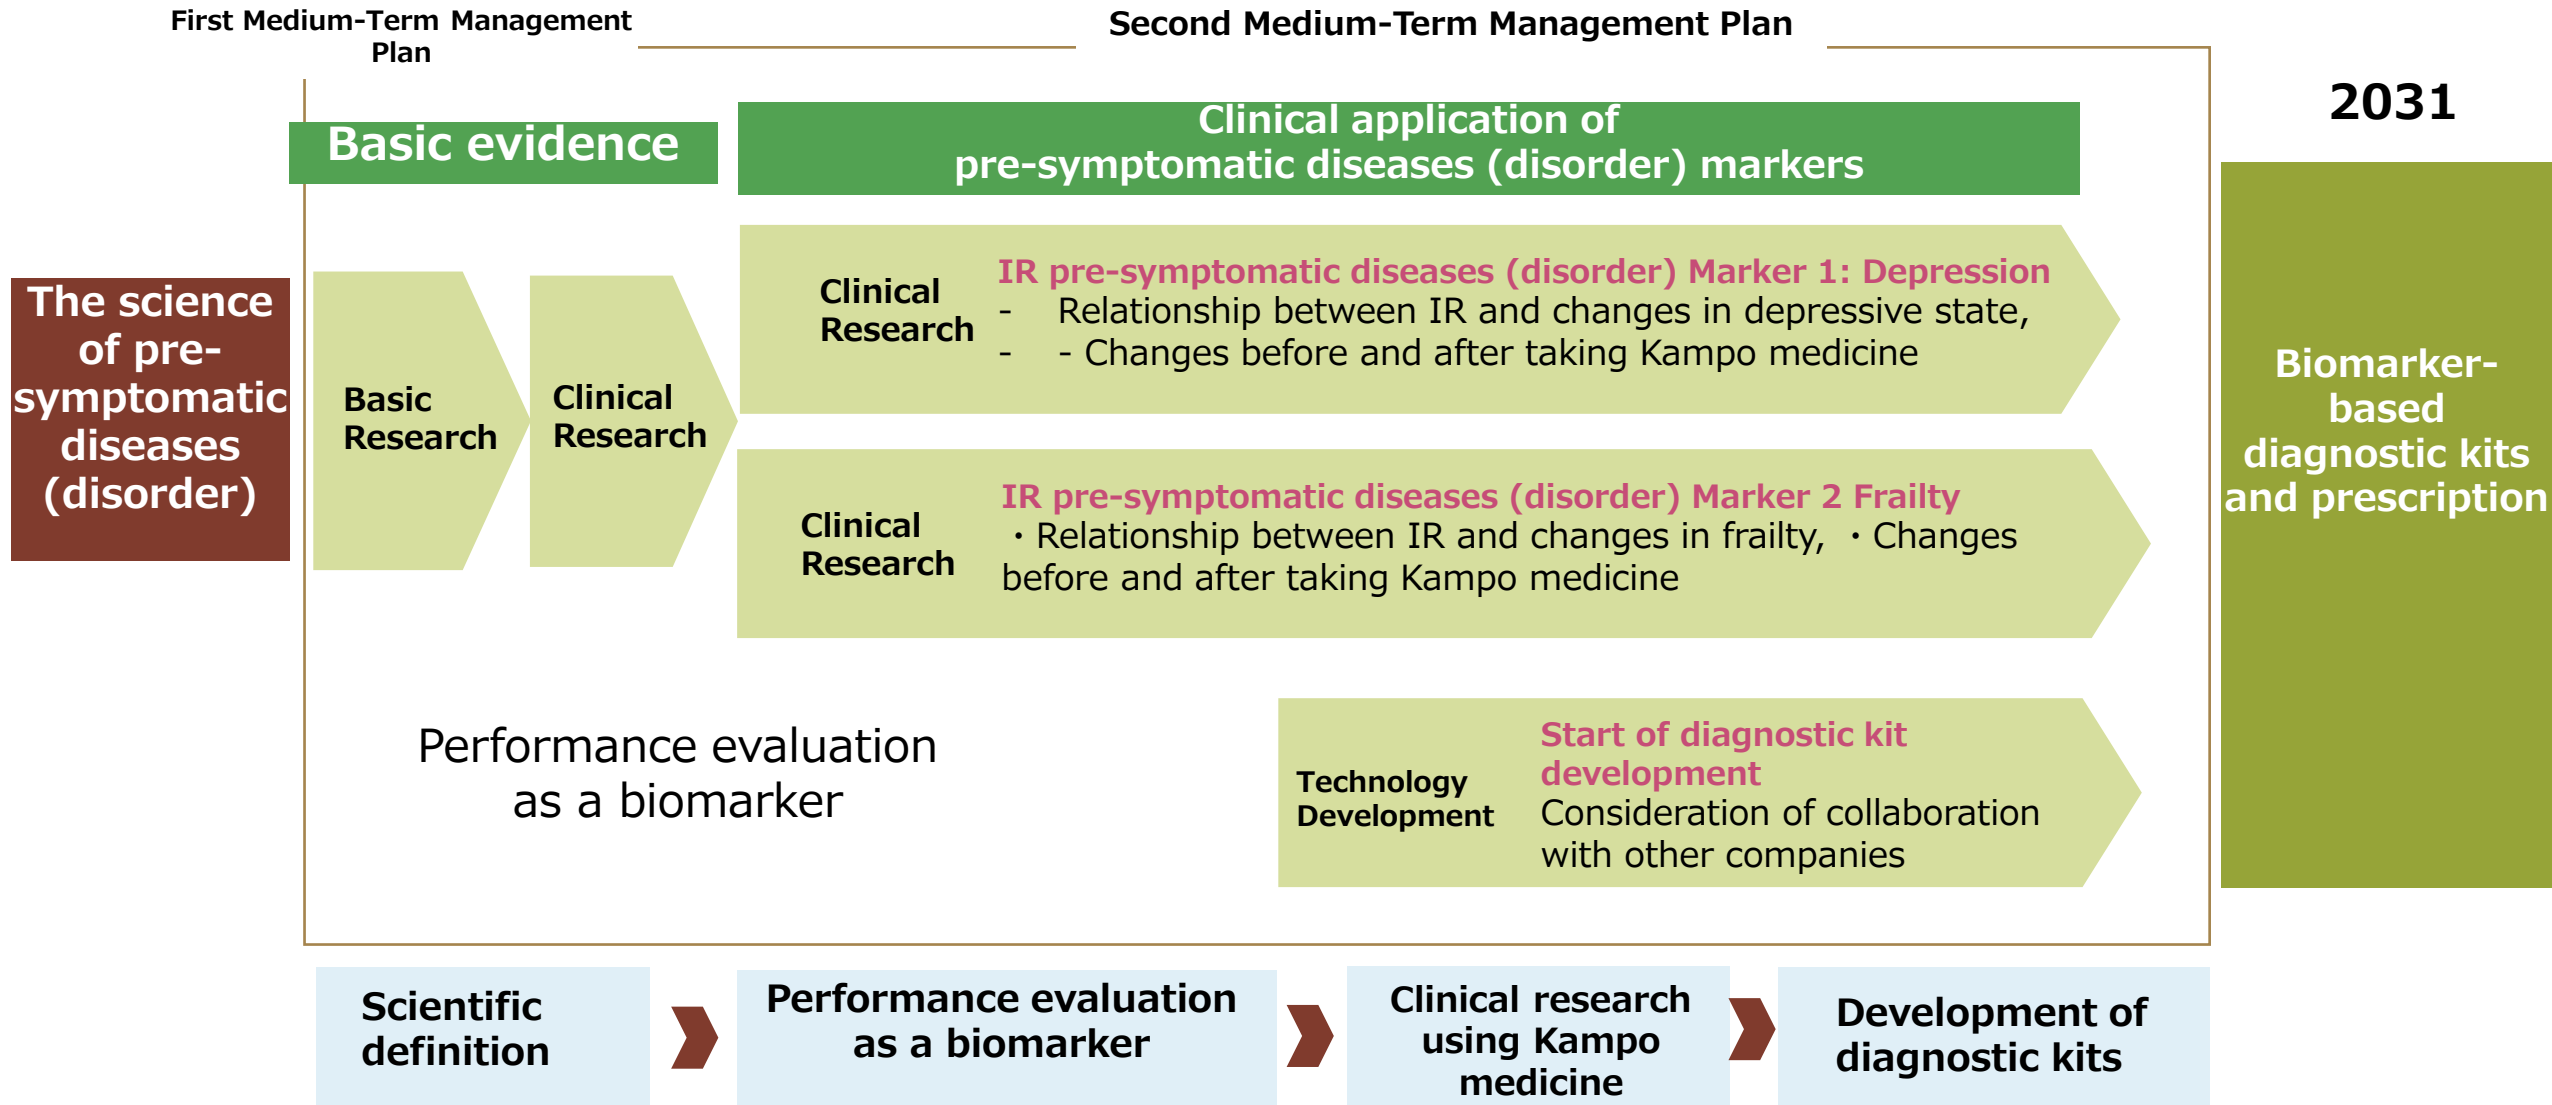 First Medium-Term Management
Plan
Second Medium-Term Management Plan
2031
Basic evidence
Clinical application of
pre-symptomatic diseases (disorder) markers
The science
of pre-
symptomatic
diseases
(disorder)
Basic
Research
Clinical
Research
Clinical
Research
IR pre-symptomatic diseases (disorder) Marker 1: Depression
- Relationship between IR and changes in depressive state,
- - Changes before and after taking Kampo medicine
Clinical
Research
IR pre-symptomatic diseases (disorder) Marker 2 Frailty
・Relationship between IR and changes in frailty, ・Changes
before and after taking Kampo medicine
Biomarker-
based
diagnostic kits
and prescription
Performance evaluation
as a biomarker
Technology
Development
Start of diagnostic kit
development
Consideration of collaboration
with other companies
Scientific
definition
Performance evaluation
as a biomarker
Clinical research
using Kampo
medicine
Development of
diagnostic kits